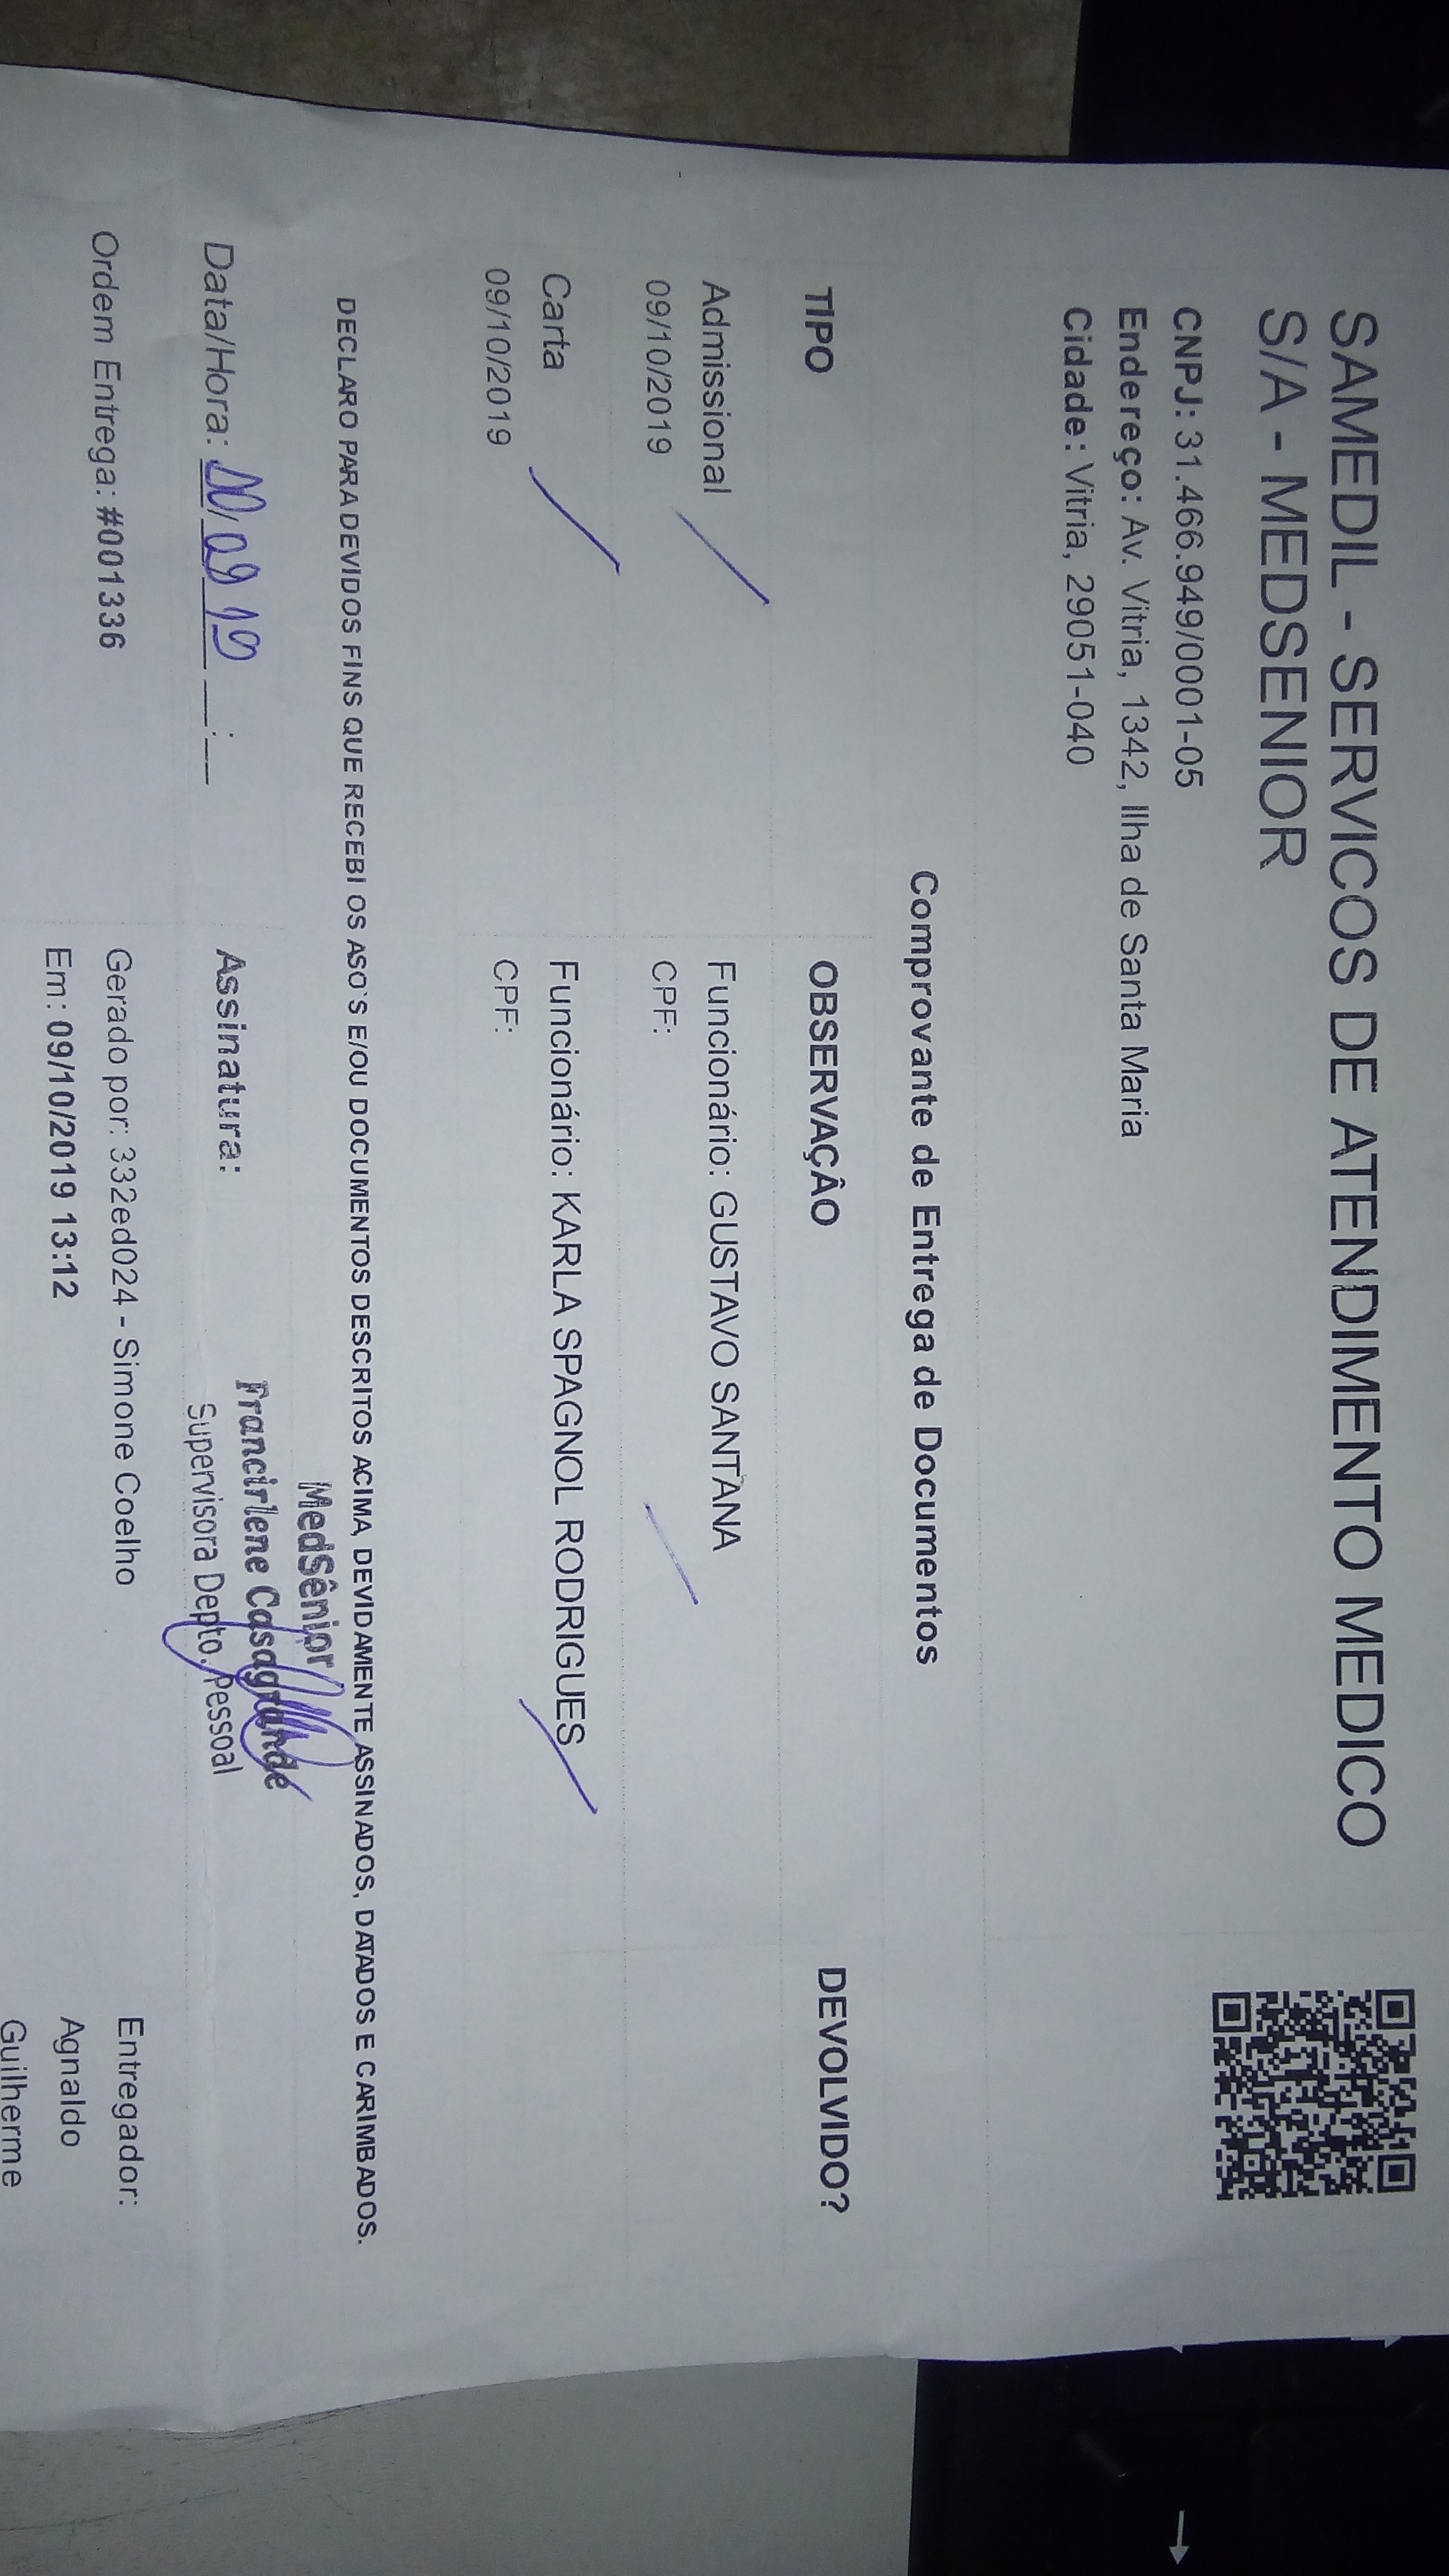 SAMEDIL - SERVICOS DE ATENDIMENTO MEDICO
S/A - MEDSENIOR
CNPJ: 31.466.949/0001-05
Endereço: Av. Vitria, 1342, Ilha de Santa Maria
Cidade: Vitria, 29051-040
Comprovante de Entrega de Documentos
TIPO OBSERVAÇÂO DEVOLVIDO?
Admissional Funcionário: GUSTAVO SANTANA
09/10/2019 CPF:
Carta Funcionário: KARLA SPAGNOL RODRIGUES
09/10/2019 CPF:
DECLARO PARA DEVIDOS FINS QUE RECEBI OS ASO'S E/OU DOCUMENTOS DESCRITOS ACIMA, DEVIDAMENTE ASSINADOS, DATADOS E CARIMBADOS.
MedSênior
Francirlene Casagrande
Supervisora Depto. Pessoal
Data/Hora: __:__ Assinatura:
Ordem Entrega: #001336 Gerado por: 332ed024 - Simone Coelho Entregador:
Em: 09/10/2019 13:12 Agnaldo
Guilherme